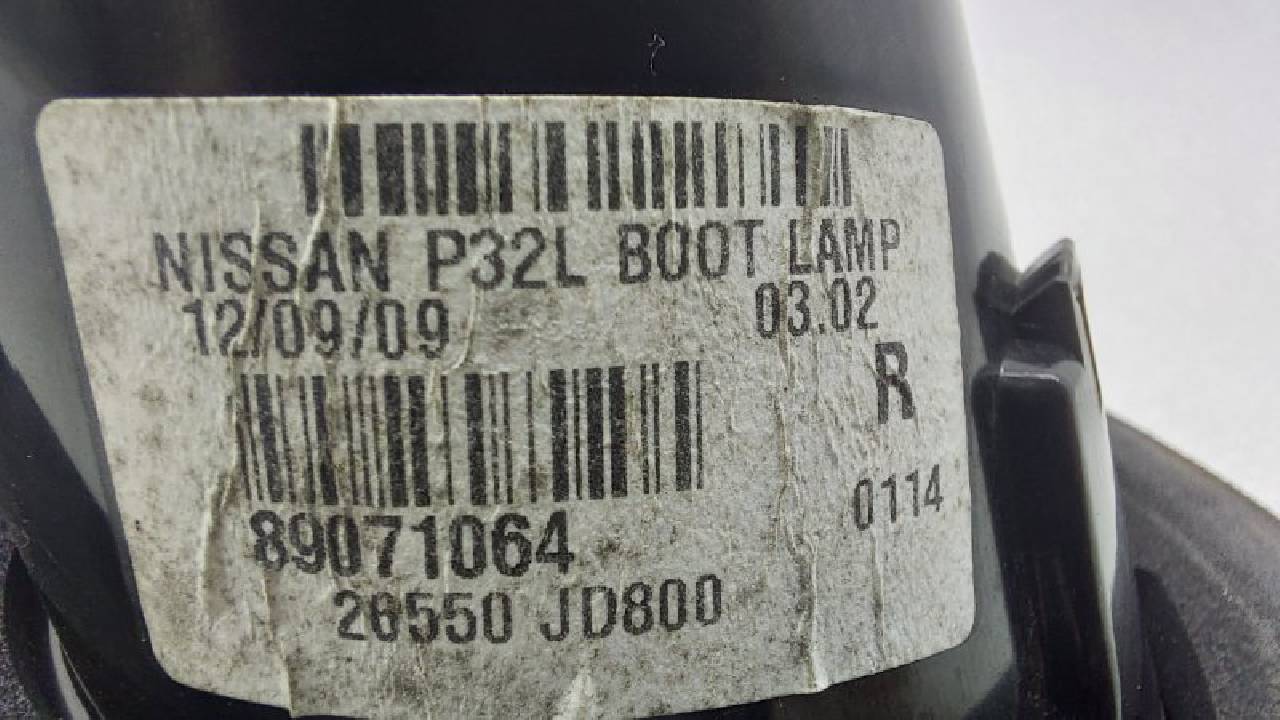 NISSAN P32L BOOT LAMP
12/09/09 03.02
R
89071064 0114
26550 JD800